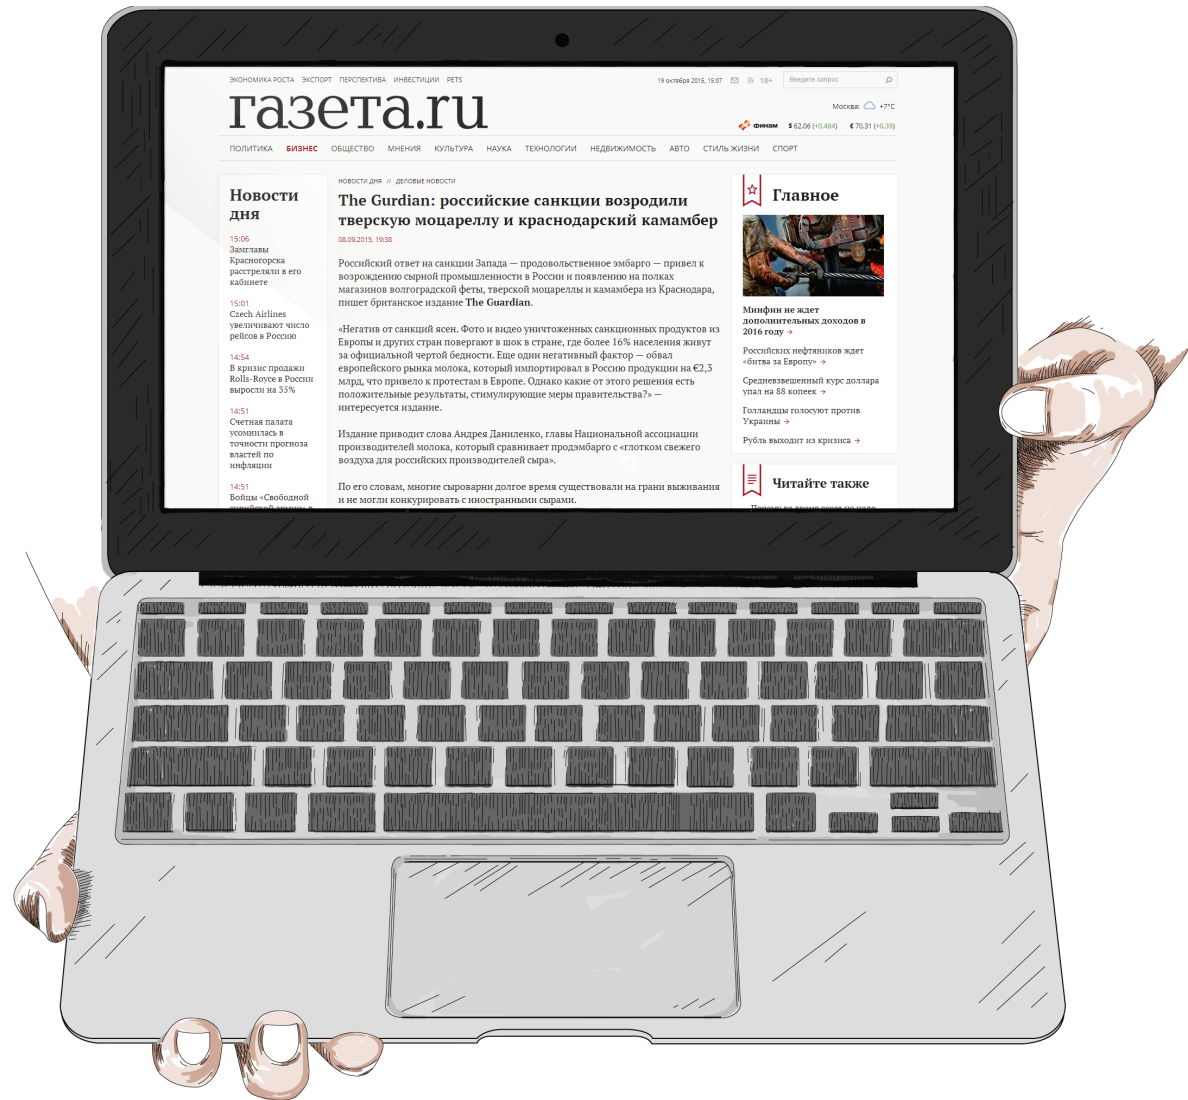 ЭКОНОМИКА РОСТА ЭКСПОРТ ПЕРСПЕКТИВА ИНВЕСТИЦИИ PETS
19 октября 2015, 15:07 18+ Введите запрос
газета.ru
Москва: +7°C
финам $ 62.06 (+0.484) € 70.31 (+0.39)
ПОЛИТИКА БИЗНЕС ОБЩЕСТВО МНЕНИЯ КУЛЬТУРА НАУКА ТЕХНОЛОГИИ НЕДВИЖИМОСТЬ АВТО СТИЛЬ ЖИЗНИ СПОРТ
Новости
дня
15:06
Замглавы
Красногорска
расстреляли в его
кабинете
15:01
Czech Airlines
увеличивают число
рейсов в Россию
14:54
В кризис продажи
Rolls-Royce в России
выросли на 35%
14:51
Счетная палата
усомнилась в
точности прогноза
властей по
инфляции
14:51
Бойцы «Свободной
сирийской армии» в
НОВОСТИ ДНЯ // ДЕЛОВЫЕ НОВОСТИ
The Gurdian: российские санкции возродили
тверскую моцареллу и краснодарский камамбер
08.09.2015, 19:38
Российский ответ на санкции Запада — продовольственное эмбарго — привел к
возрождению сырной промышленности в России и появлению на полках
магазинов волгоградской феты, тверской моцареллы и камамбера из Краснодара,
пишет британское издание The Guardian.
«Негатив от санкций ясен. Фото и видео уничтоженных санкционных продуктов из
Европы и других стран повергают в шок в стране, где более 16% населения живут
за официальной чертой бедности. Еще один негативный фактор — обвал
европейского рынка молока, который импортировал в Россию продукции на €2,3
млрд, что привело к протестам в Европе. Однако какие от этого решения есть
положительные результаты, стимулирующие меры правительства?» —
интересуется издание.
Издание приводит слова Андрея Даниленко, главы Национальной ассоциации
производителей молока, который сравнивает продэмбарго с «глотком свежего
воздуха для российских производителей сыра».
По его словам, многие сыроварни долгое время существовали на грани выживания
и не могли конкурировать с иностранными сырами.
Главное
Минфин не ждет
дополнительных доходов в
2016 году →
Российских нефтяников ждет
«битва за Европу» →
Средневзвешенный курс доллара
упал на 88 копеек →
Голландцы голосуют против
Украины →
Рубль выходит из кризиса →
Читайте также